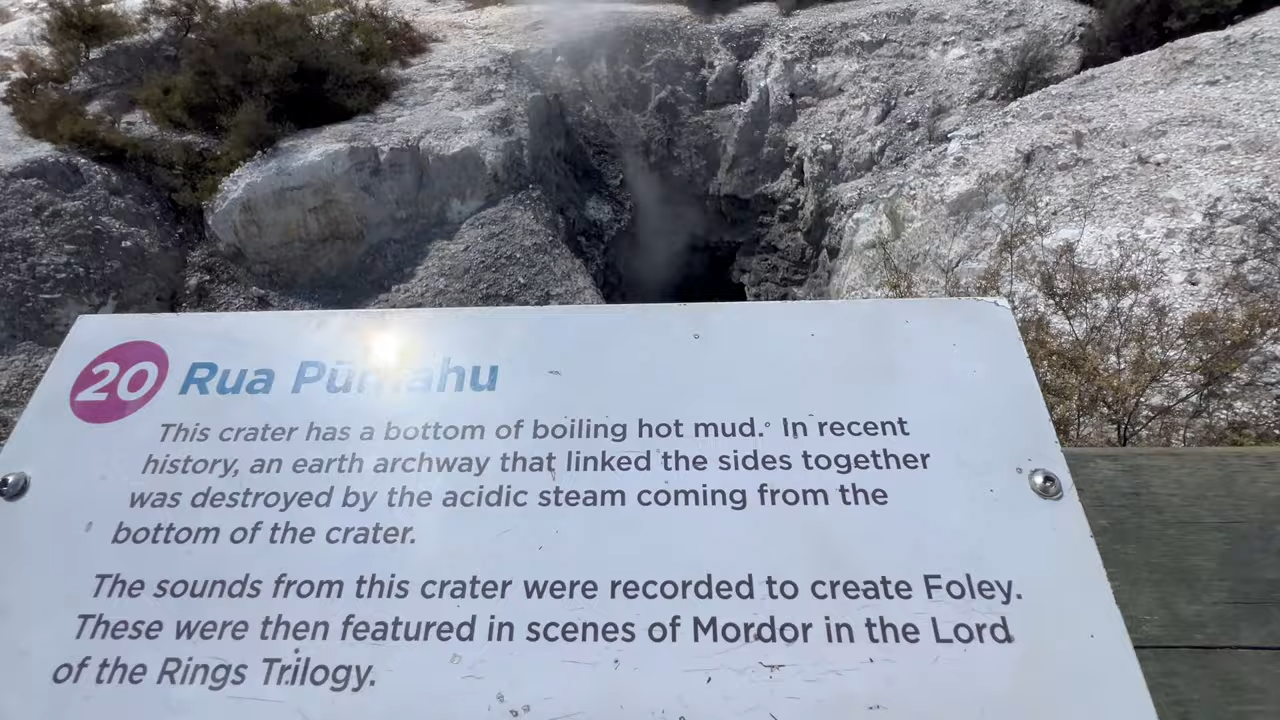 20 Rua
This crater has a bottom of boiling hot mud. In recent
history, an earth archway that linked the sides together
was destroyed by the acidic steam coming from the
bottom of the crater.
The sounds from this crater were recorded to create Foley.
These were then featured in scenes of Mordor in the Lord
of the Rings Trilogy.